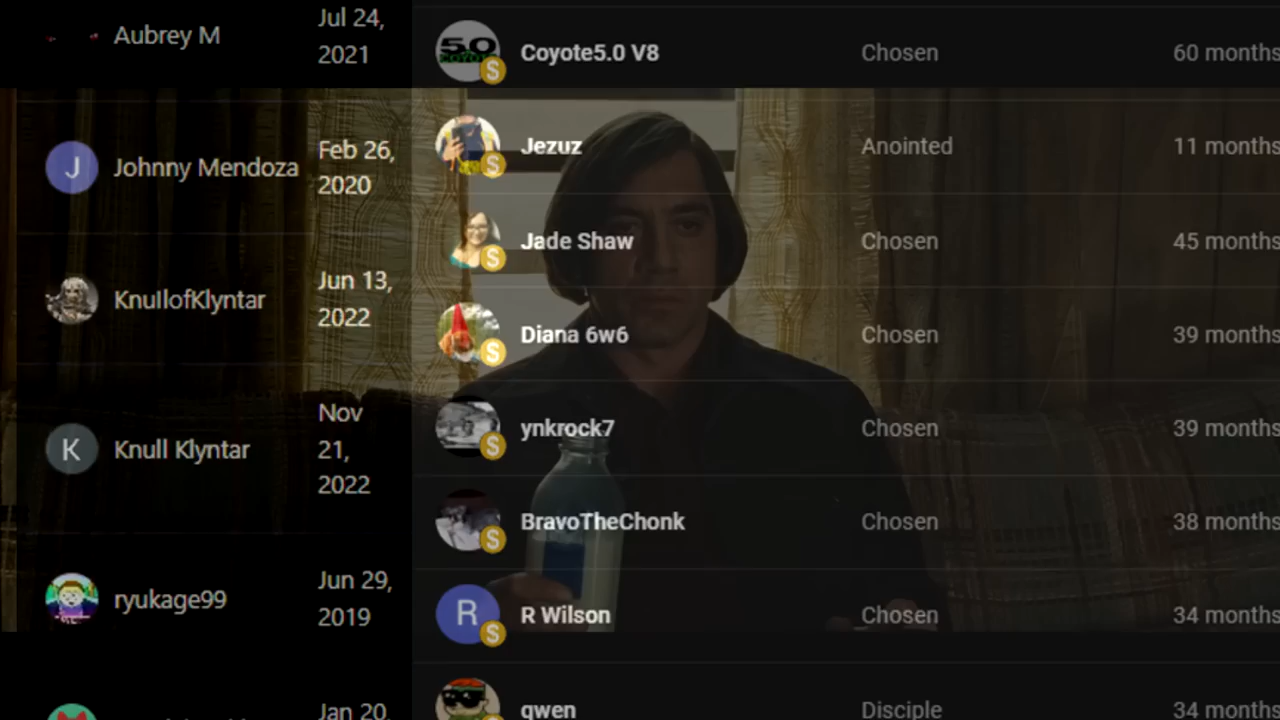 Aubrey M
Jul 24,
2021
Johnny Mendoza
Feb 26,
2020
KnullofKlyntar
Jun 13,
2022
K
Knull Klyntar
Nov
21,
2022
ryukage99
Jun 29,
2019
Jan 20,
5.0
COYOTE
Coyote5.0 V8
Chosen
60 months
J
Jezuz
Anointed
11 months
Jade Shaw
Chosen
45 months
Diana 6w6
Chosen
39 months
ynkrock7
Chosen
39 months
BravoTheChonk
Chosen
38 months
R
R Wilson
Chosen
34 months
qwen
Disciple
34 months